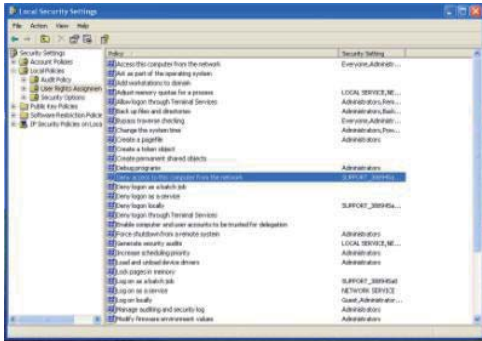 Local Security Settings
File Action View Help
Security Settings
Account Policies
Local Policies
Audit Policy
User Rights Assignmen
Security Options
Public Key Policies
Software Restriction Policie
IP Security Policies on Loca
Policy
Security Setting
Access this computer from the network Everyone,Administr...
Act as part of the operating system
Add workstations to domain
Adjust memory quotas for a process LOCAL SERVICE,NE...
Allow logon through Terminal Services Administrators,Rem...
Back up files and directories Administrators
Bypass traverse checking Everyone,Administr...
Change the system time Administrators,Pow...
Create a pagefile Administrators
Create a token object
Create permanent shared objects
Debug programs Administrators
Deny access to this computer from the network SUPPORT_388945a...
Deny logon as a batch job
Deny logon as a service
Deny logon locally SUPPORT_388945a...
Deny logon through Terminal Services
Enable computer and user accounts to be trusted for delegation
Force shutdown from a remote system Administrators
Generate security audits LOCAL SERVICE,NE...
Increase scheduling priority Administrators
Load and unload device drivers Administrators
Lock pages in memory
Log on as a batch job SUPPORT_388945a0
Log on as a service NETWORK SERVICE
Log on locally Guest,Administrator...
Manage auditing and security log Administrators
Modify firmware environment values Administrators